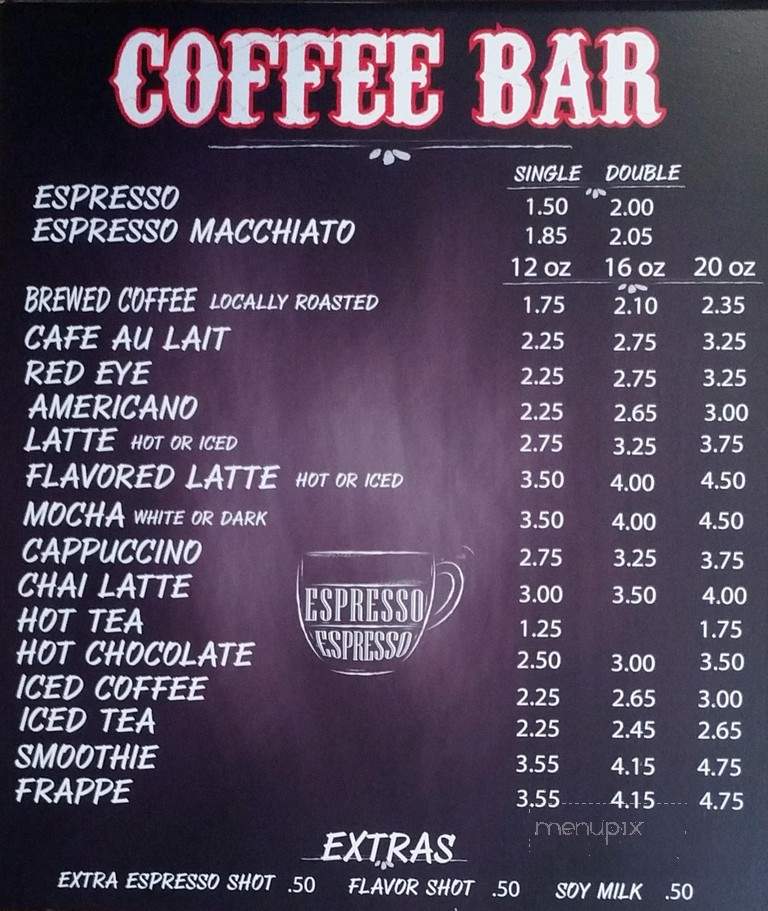 COFFEE BAR
SINGLE DOUBLE
ESPRESSO 1.50 2.00
ESPRESSO MACCHIATO 1.85 2.05
12 oz 16 oz 20 oz
BREWED COFFEE LOCALLY ROASTED 1.75 2.10 2.35
CAFE AU LAIT 2.25 2.75 3.25
RED EYE 2.25 2.75 3.25
AMERICANO 2.25 2.65 3.00
LATTE HOT OR ICED 2.75 3.25 3.75
FLAVORED LATTE HOT OR ICED 3.50 4.00 4.50
MOCHA WHITE OR DARK 3.50 4.00 4.50
CAPPUCCINO 2.75 3.25 3.75
CHAI LATTE 3.00 3.50 4.00
HOT TEA 1.25 1.75
HOT CHOCOLATE 2.50 3.00 3.50
ICED COFFEE 2.25 2.65 3.00
ICED TEA 2.25 2.45 2.65
SMOOTHIE 3.55 4.15 4.75
FRAPPE 3.55 4.15 4.75
ESPRESSO
ESPRESSO
menupix
EXTRAS
EXTRA ESPRESSO SHOT .50 FLAVOR SHOT .50 SOY MILK .50